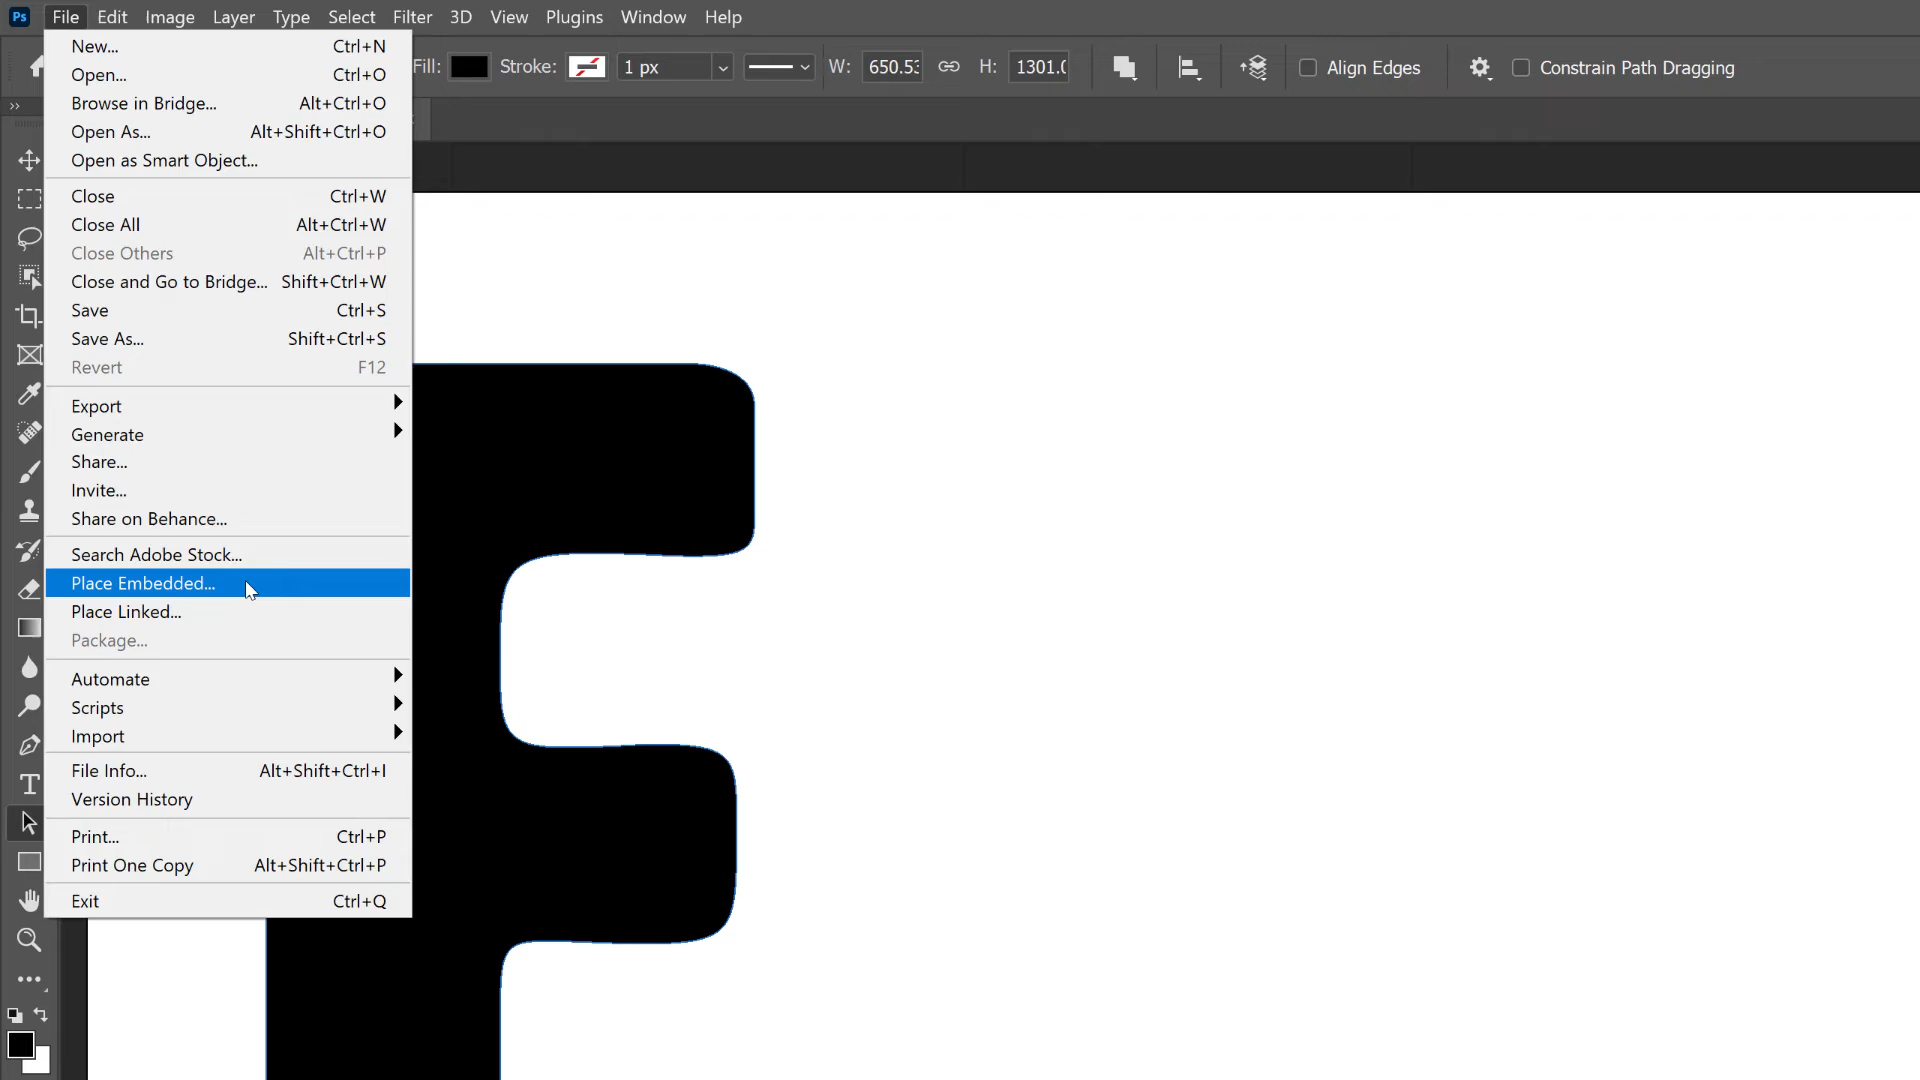 Ps File Edit Image Layer Type Select Filter 3D View Plugins Window Help
Fill: Stroke: 1 px W: 650.53 H: 1301.0 Align Edges Constrain Path Dragging
New... Ctrl+N
Open... Ctrl+O
Browse in Bridge... Alt+Ctrl+O
Open As... Alt+Shift+Ctrl+O
Open as Smart Object...
Close Ctrl+W
Close All Alt+Ctrl+W
Close Others Alt+Ctrl+P
Close and Go to Bridge... Shift+Ctrl+W
Save Ctrl+S
Save As... Shift+Ctrl+S
Revert F12
Export
Generate
Share...
Invite...
Share on Behance...
Search Adobe Stock...
Place Embedded...
Place Linked...
Package...
Automate
Scripts
Import
File Info... Alt+Shift+Ctrl+I
Version History
Print... Ctrl+P
Print One Copy Alt+Shift+Ctrl+P
Exit Ctrl+Q